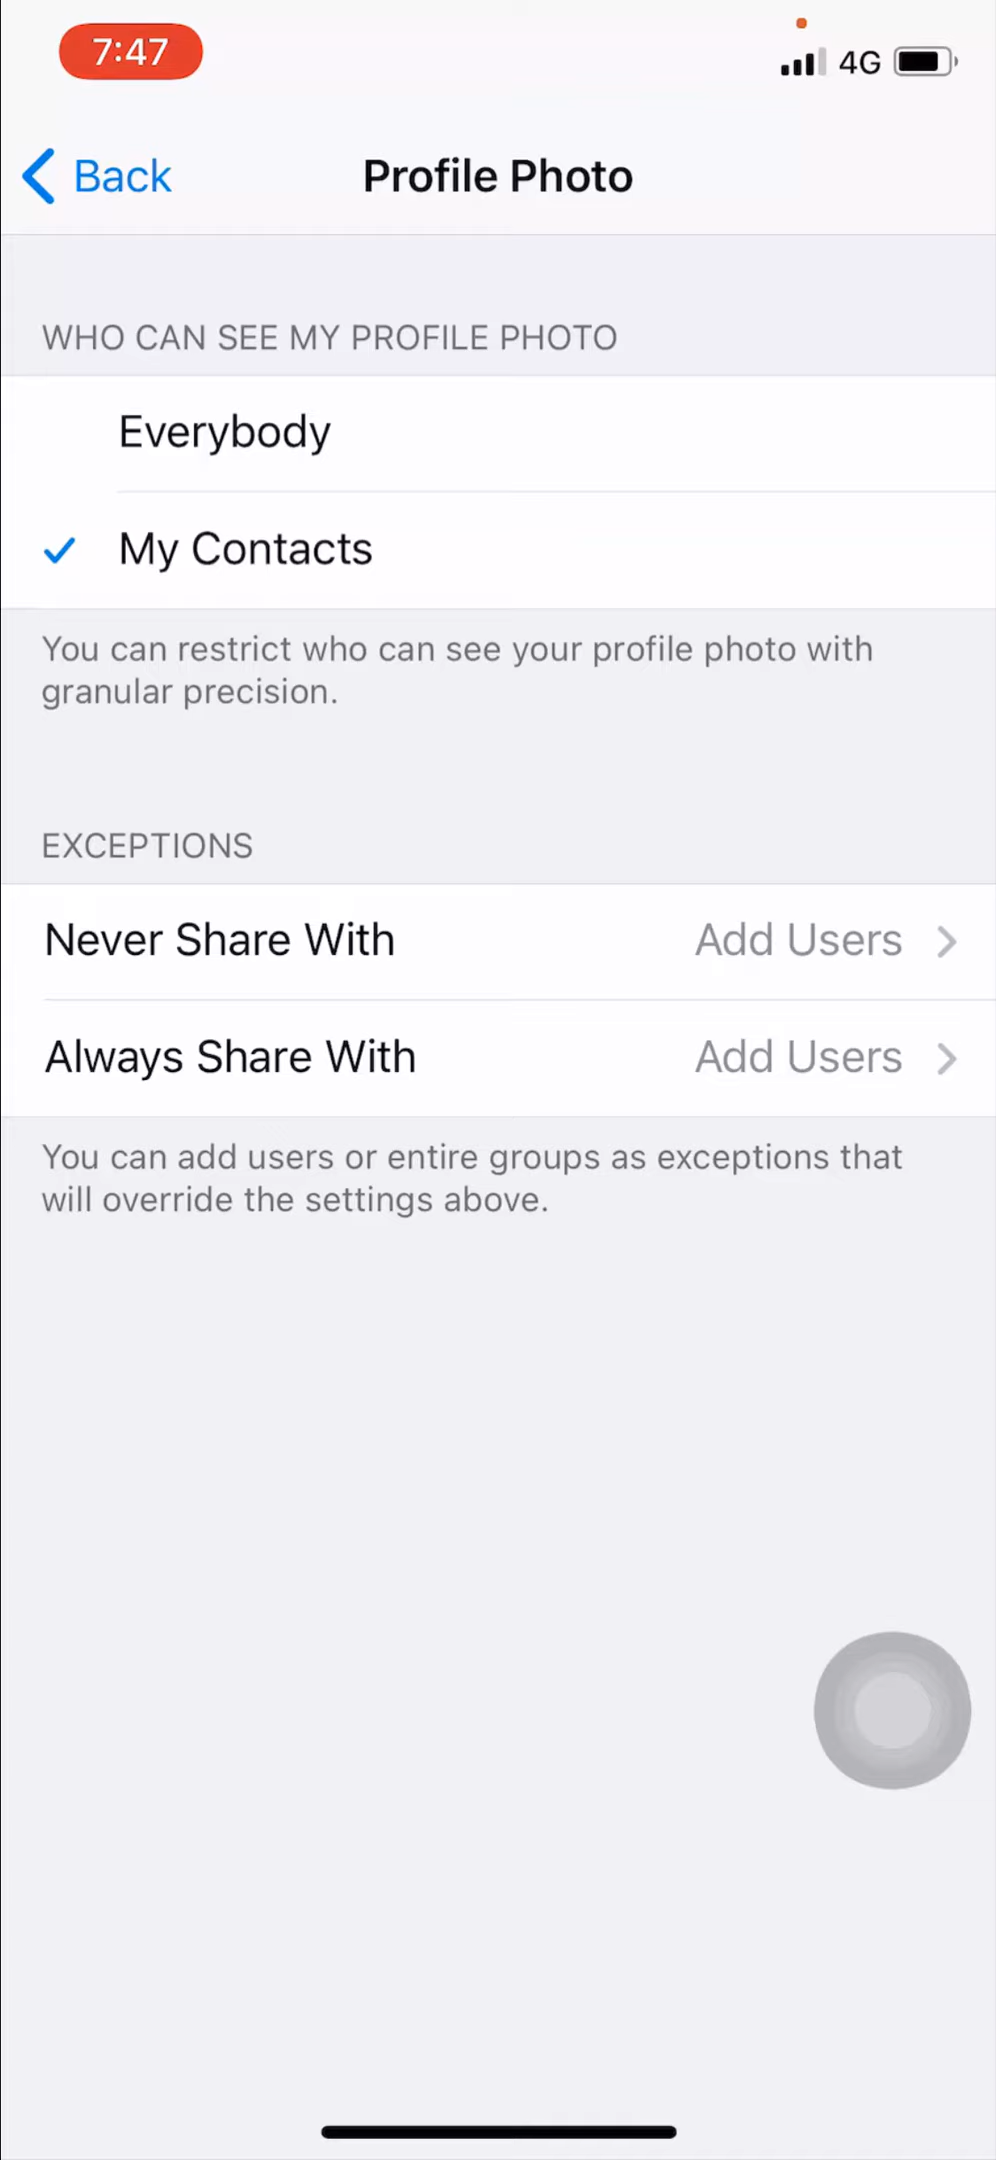 7:47
4G
Back
Profile Photo
WHO CAN SEE MY PROFILE PHOTO
Everybody
My Contacts
You can restrict who can see your profile photo with
granular precision.
EXCEPTIONS
Never Share With Add Users
Always Share With Add Users
You can add users or entire groups as exceptions that
will override the settings above.